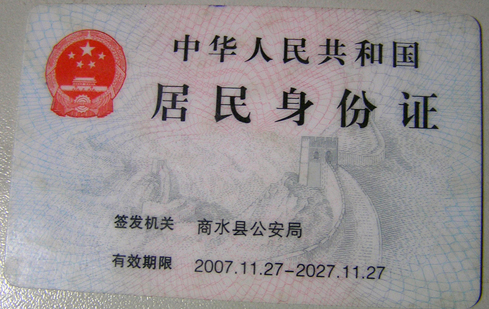 中华人民共和国
居民身份证
签发机关 商水县公安局
有效期限 2007.11.27-2027.11.27